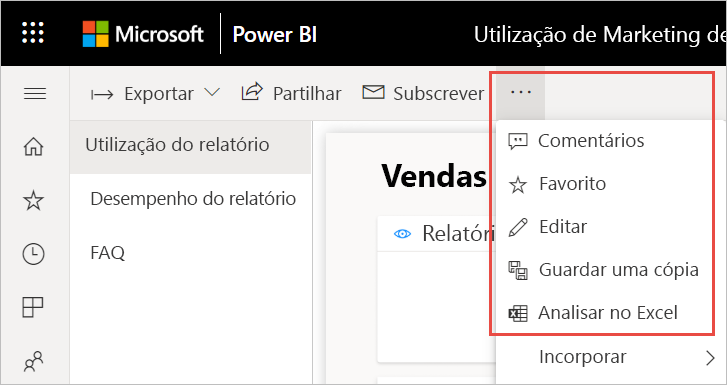 Microsoft Power BI Utilização de Marketing de
Exportar Partilhar Subscrever ...
Utilização do relatório
Desempenho do relatório
FAQ
Vendas
Relatóri
Comentários
Favorito
Editar
Guardar uma cópia
Analisar no Excel
Incorporar